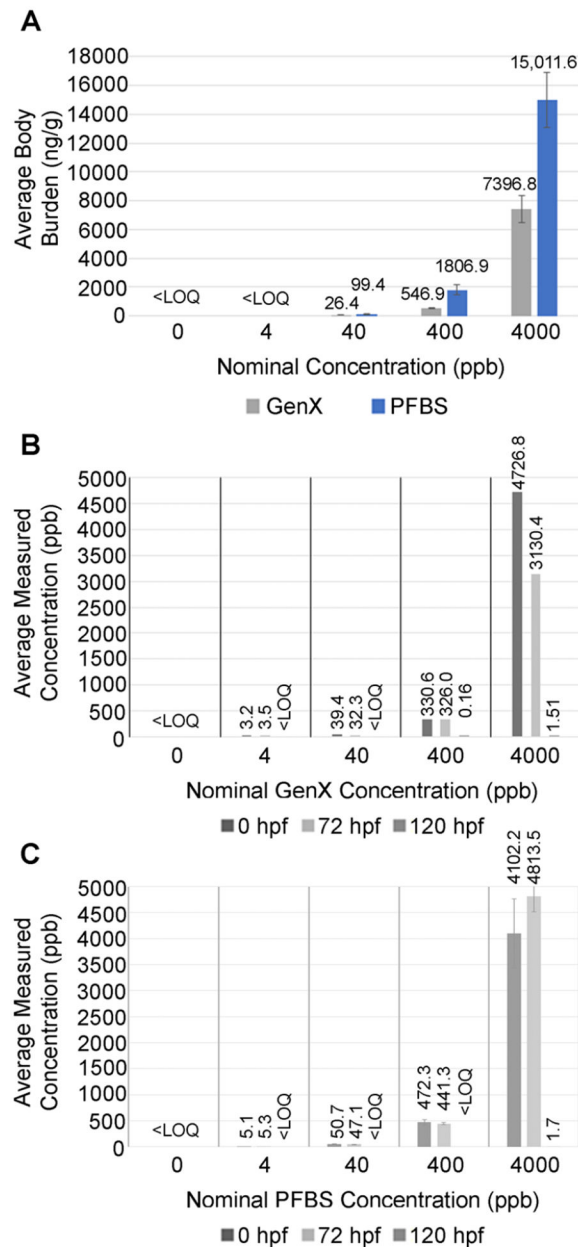 A
Average Body
Burden (ng/g)
18000
16000
14000
12000
10000
8000
6000
4000
2000
0
<LOQ
<LOQ
26.4
99.4
546.9
1806.9
7396.8
15,011.6
0
4
40
400
4000
Nominal Concentration (ppb)
GenX
PFBS
B
Average Measured
Concentration (ppb)
5000
4500
4000
3500
3000
2500
2000
1500
1000
500
0
<LOQ
3.2
3.5
<LOQ
39.4
32.3
<LOQ
330.6
326.0
0.16
4726.8
3130.4
1.51
0
4
40
400
4000
Nominal GenX Concentration (ppb)
0 hpf
72 hpf
120 hpf
C
Average Measured
Concentration (ppb)
5000
4500
4000
3500
3000
2500
2000
1500
1000
500
0
<LOQ
5.1
5.3
<LOQ
50.7
47.1
<LOQ
472.3
441.3
<LOQ
4102.2
4813.5
1.7
0
4
40
400
4000
Nominal PFBS Concentration (ppb)
0 hpf
72 hpf
120 hpf